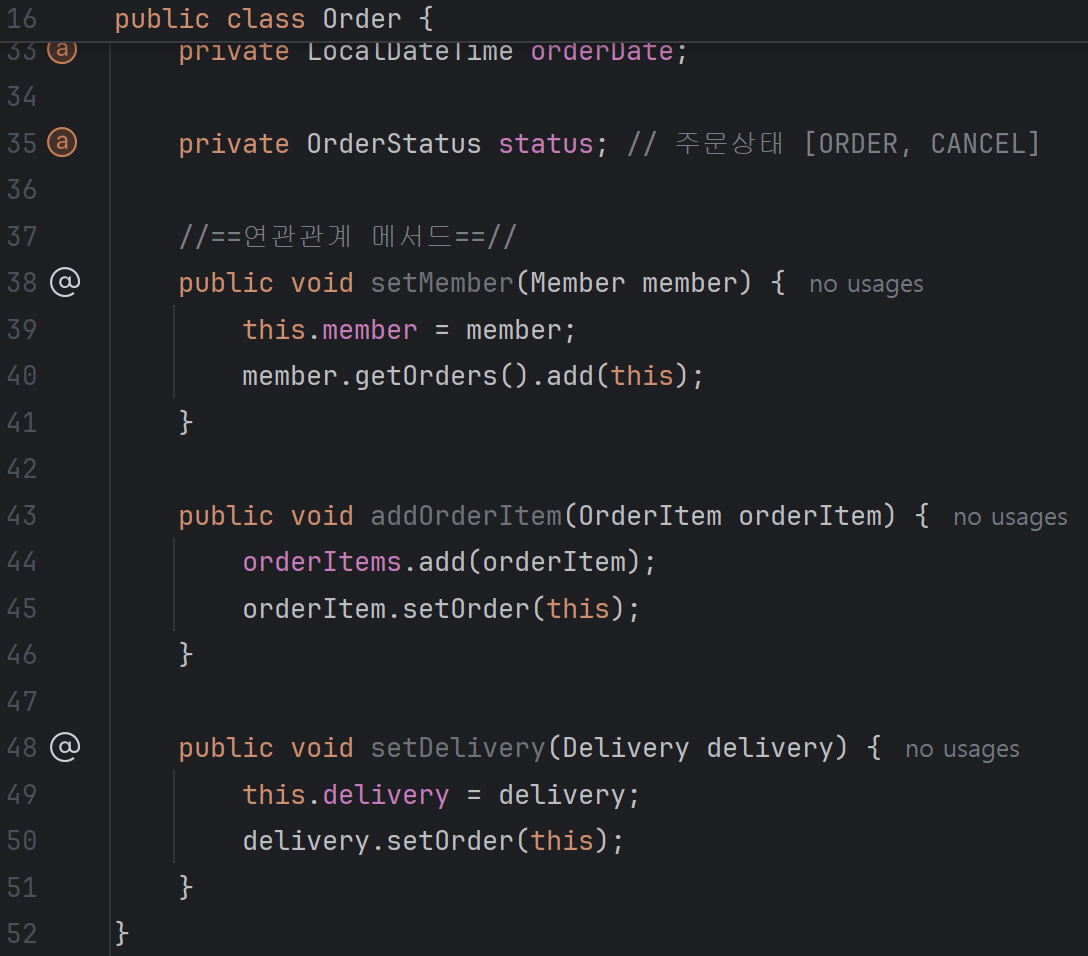 16 public class Order {
33 private LocalDateTime orderDate;
34
35 private OrderStatus status; // 주문상태 [ORDER, CANCEL]
36
37 //==연관관계 메서드==//
38 @ public void setMember(Member member) { no usages
39 this.member = member;
40 member.getOrders().add(this);
41 }
42
43 public void addOrderItem(OrderItem orderItem) { no usages
44 orderItems.add(orderItem);
45 orderItem.setOrder(this);
46 }
47
48 @ public void setDelivery(Delivery delivery) { no usages
49 this.delivery = delivery;
50 delivery.setOrder(this);
51 }
52 }